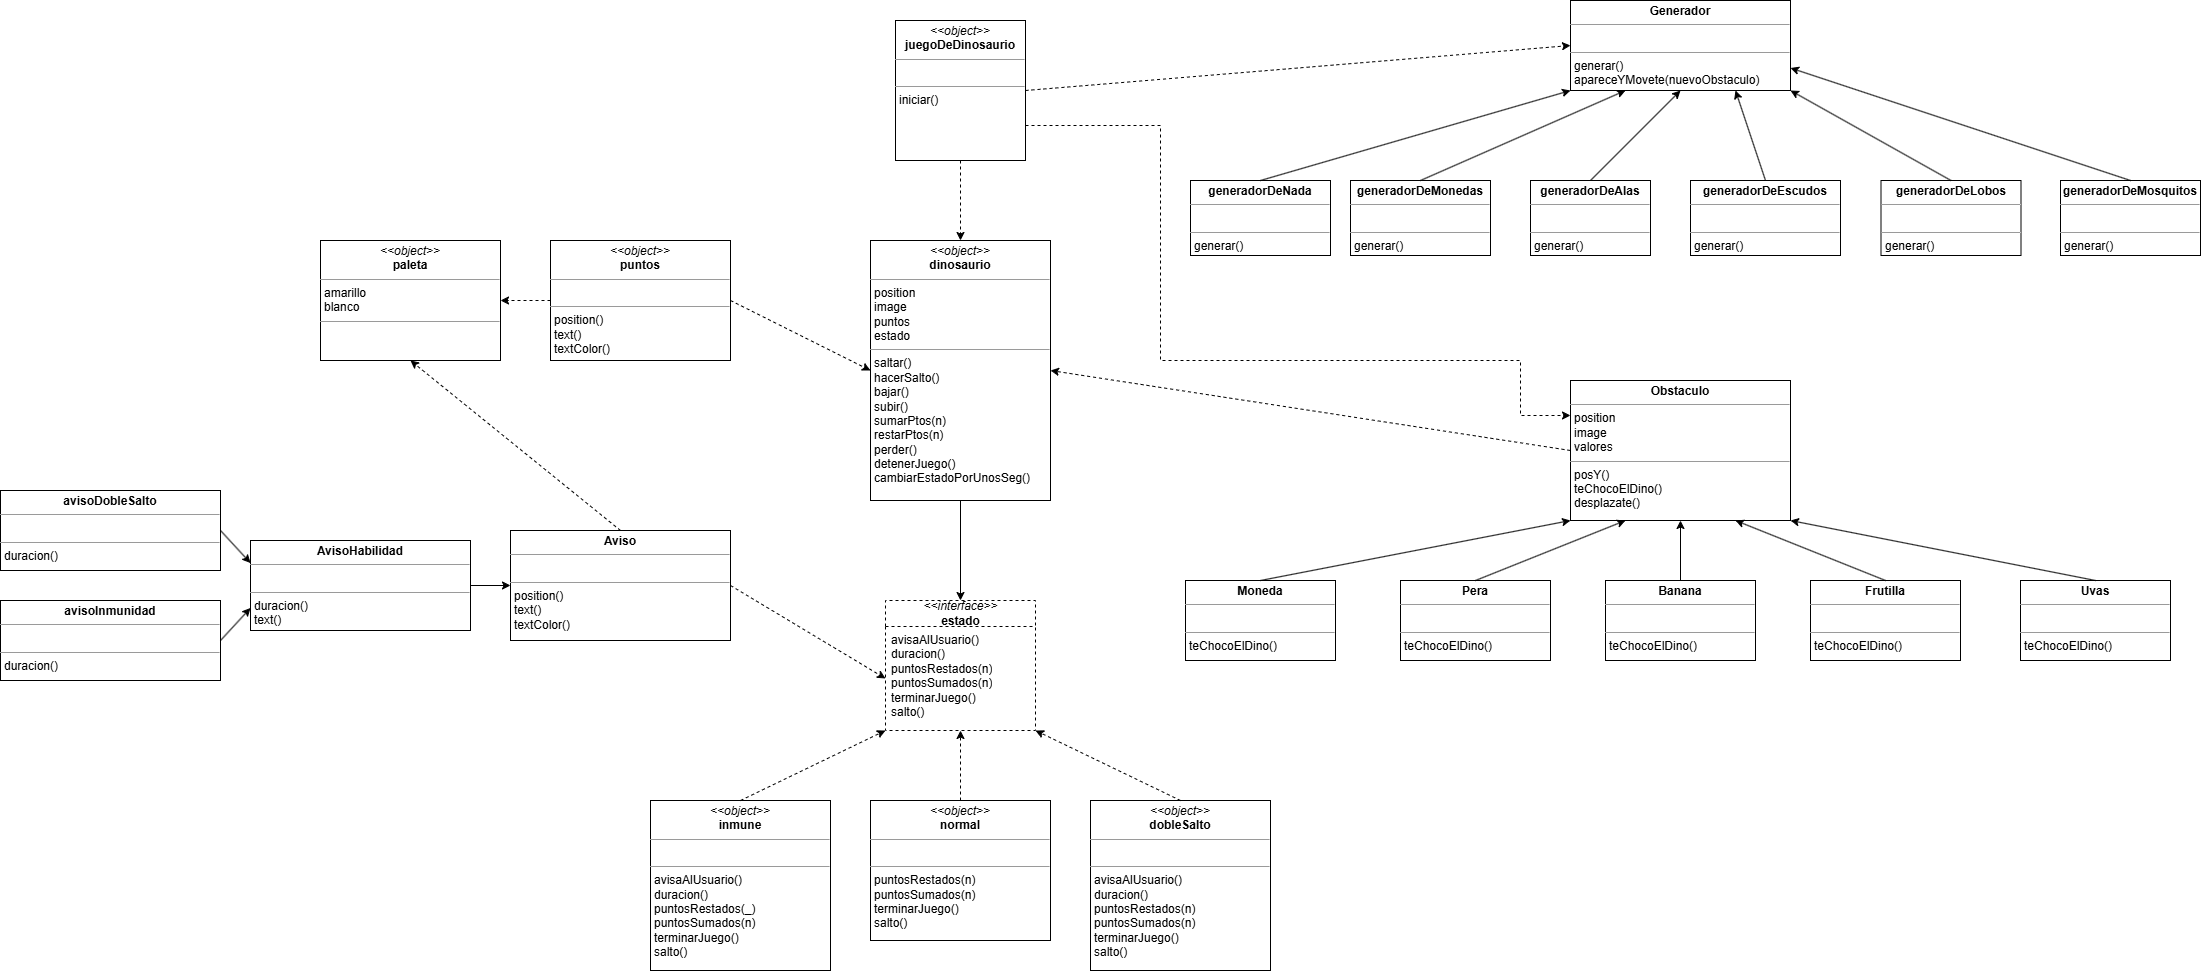 <<object>>
juegoDeDinosaurio
iniciar()
Generador
generar()
apareceYMovete(nuevoObstaculo)
generadorDeNada
generar()
generadorDeMonedas
generar()
generadorDeAlas
generar()
generadorDeEscudos
generar()
generadorDeLobos
generar()
generadorDeMosquitos
generar()
<<object>>
paleta
amarillo
blanco
<<object>>
puntos
position()
text()
textColor()
<<object>>
dinosaurio
position
image
puntos
estado
saltar()
hacerSalto()
bajar()
subir()
sumarPtos(n)
restarPtos(n)
perder()
detenerJuego()
cambiarEstadoPorUnosSeg()
Obstaculo
position
image
valores
posY()
teChocoElDino()
desplazate()
avisoDobleSalto
duracion()
avisoInmunidad
duracion()
AvisoHabilidad
duracion()
text()
Aviso
position()
text()
textColor()
<<interface>>
estado
avisaAlUsuario()
duracion()
puntosRestados(n)
puntosSumados(n)
terminarJuego()
salto()
Moneda
teChocoElDino()
Pera
teChocoElDino()
Banana
teChocoElDino()
Frutilla
teChocoElDino()
Uvas
teChocoElDino()
<<object>>
inmune
avisaAlUsuario()
duracion()
puntosRestados(_)
puntosSumados(n)
terminarJuego()
salto()
<<object>>
normal
puntosRestados(n)
puntosSumados(n)
terminarJuego()
salto()
<<object>>
dobleSalto
avisaAlUsuario()
duracion()
puntosRestados(n)
puntosSumados(n)
terminarJuego()
salto()